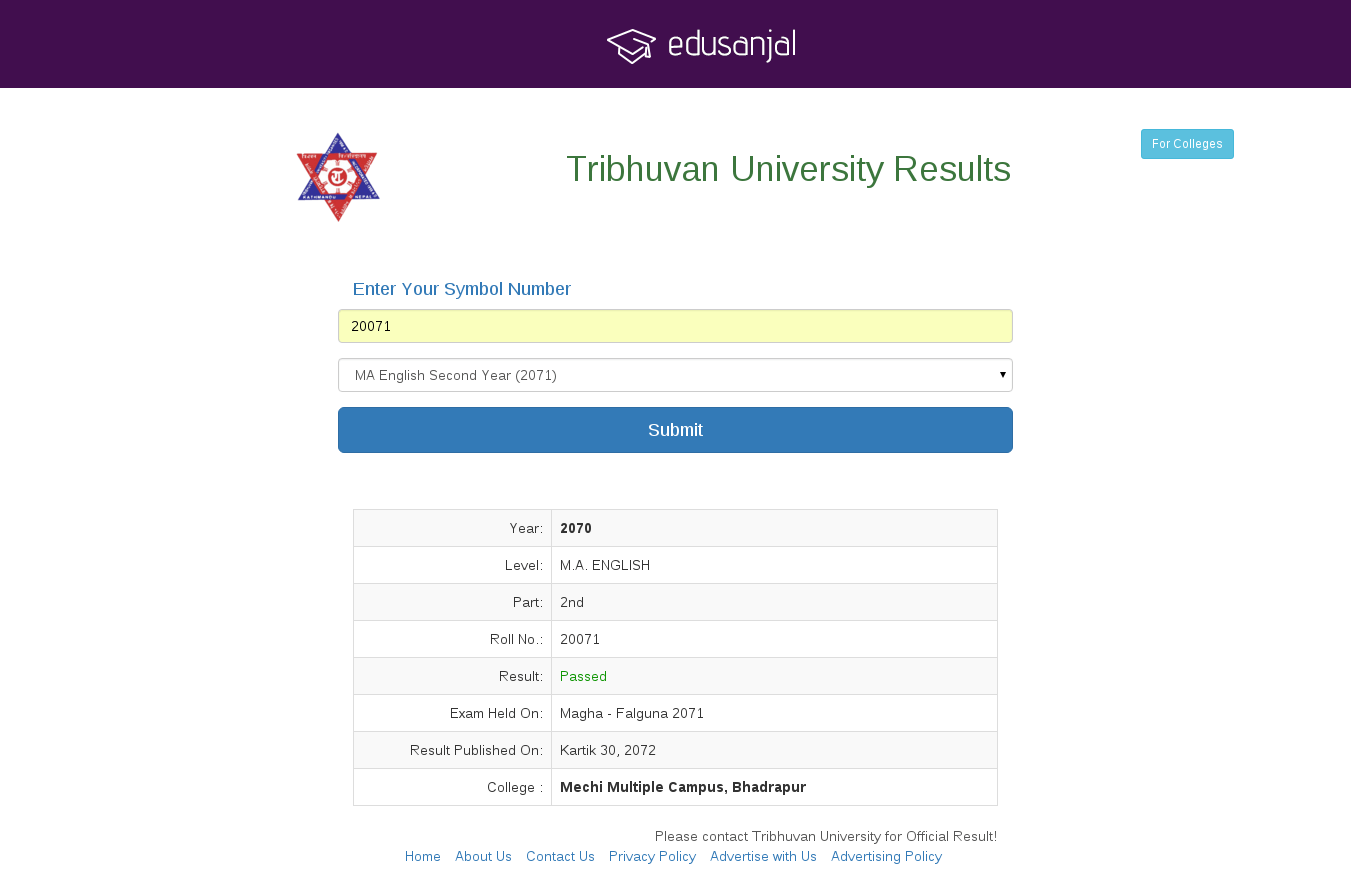 edusanjal
For Colleges
Tribhuvan University Results
KATHMANDU NEPAL
Enter Your Symbol Number
20071
MA English Second Year (2071)
Submit
Year: 2070
Level: M.A. ENGLISH
Part: 2nd
Roll No.: 20071
Result: Passed
Exam Held On: Magha - Falguna 2071
Result Published On: Kartik 30, 2072
College : Mechi Multiple Campus, Bhadrapur
Please contact Tribhuvan University for Official Result!
Home About Us Contact Us Privacy Policy Advertise with Us Advertising Policy